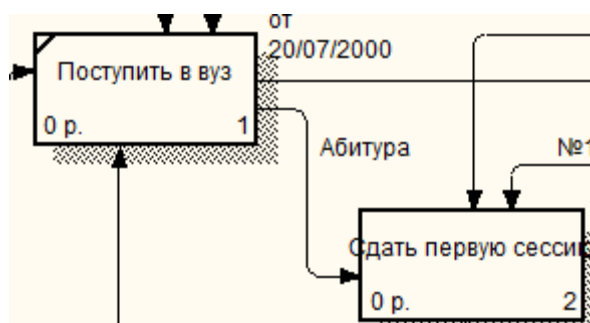 от
20/07/2000
Поступить в вуз
0 р. 1
Абитура
№1
Сдать первую сесси
0 р. 2